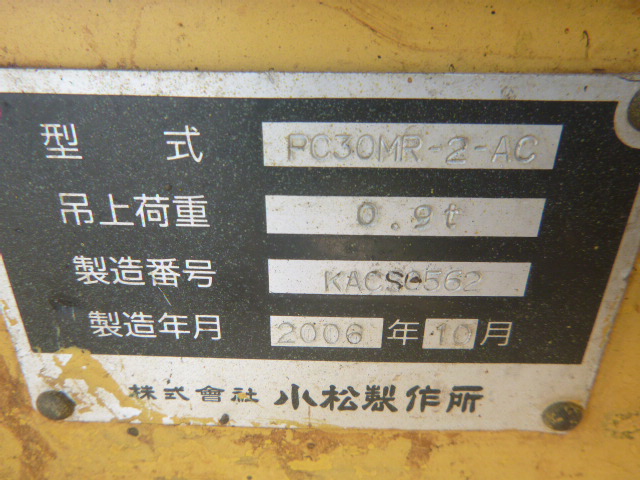 型 式 PC30MR-2-AC
吊上荷重 0.9t
製造番号 KACS0562
製造年月 2006 年 10 月
株式會社 小松製作所